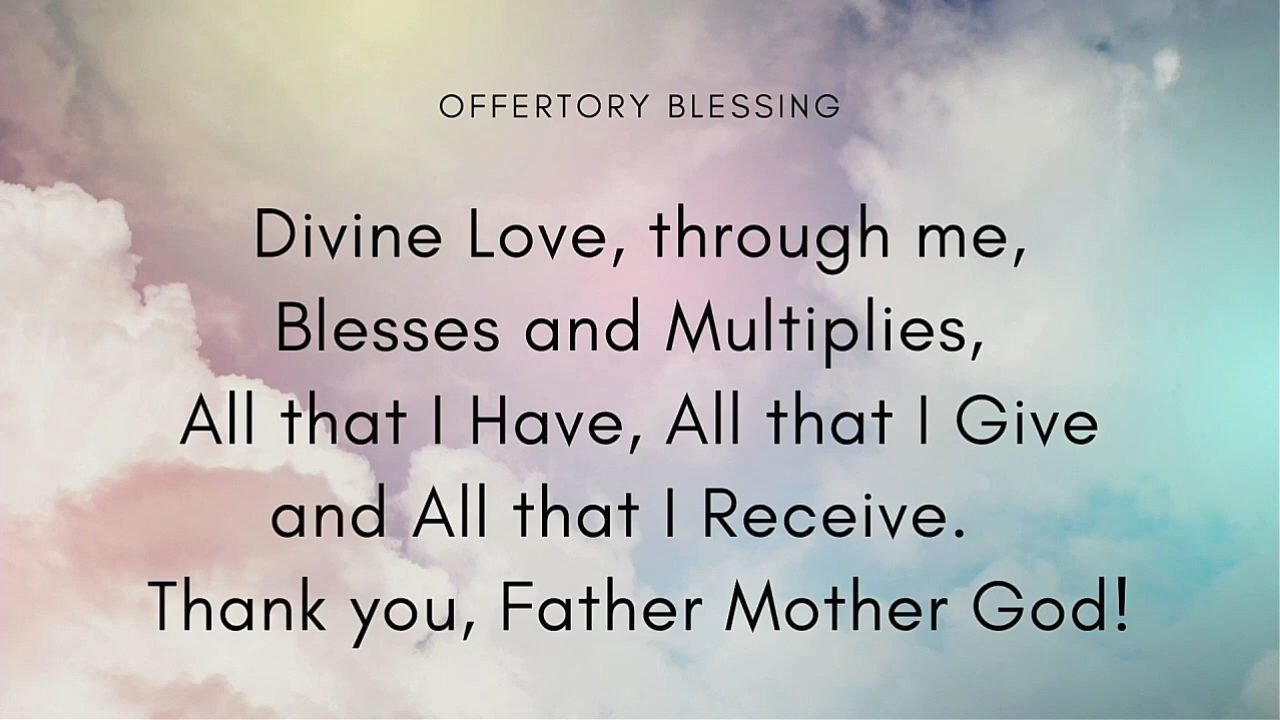 OFFERTORY BLESSING
Divine Love, through me,
Blesses and Multiplies,
All that I Have, All that I Give
and All that I Receive.
Thank you, Father Mother God!